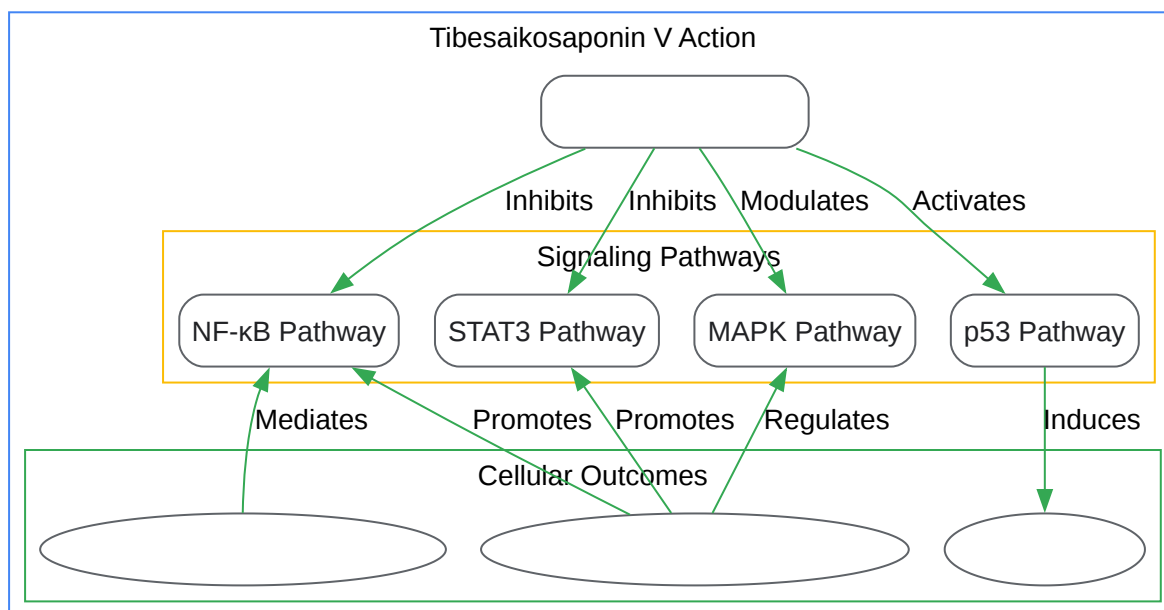 Tibesaikosaponin V Action
Inhibits
Inhibits
Modulates
Activates
Signaling Pathways
NF-κB Pathway
STAT3 Pathway
MAPK Pathway
p53 Pathway
Mediates
Promotes
Promotes
Regulates
Induces
Cellular Outcomes